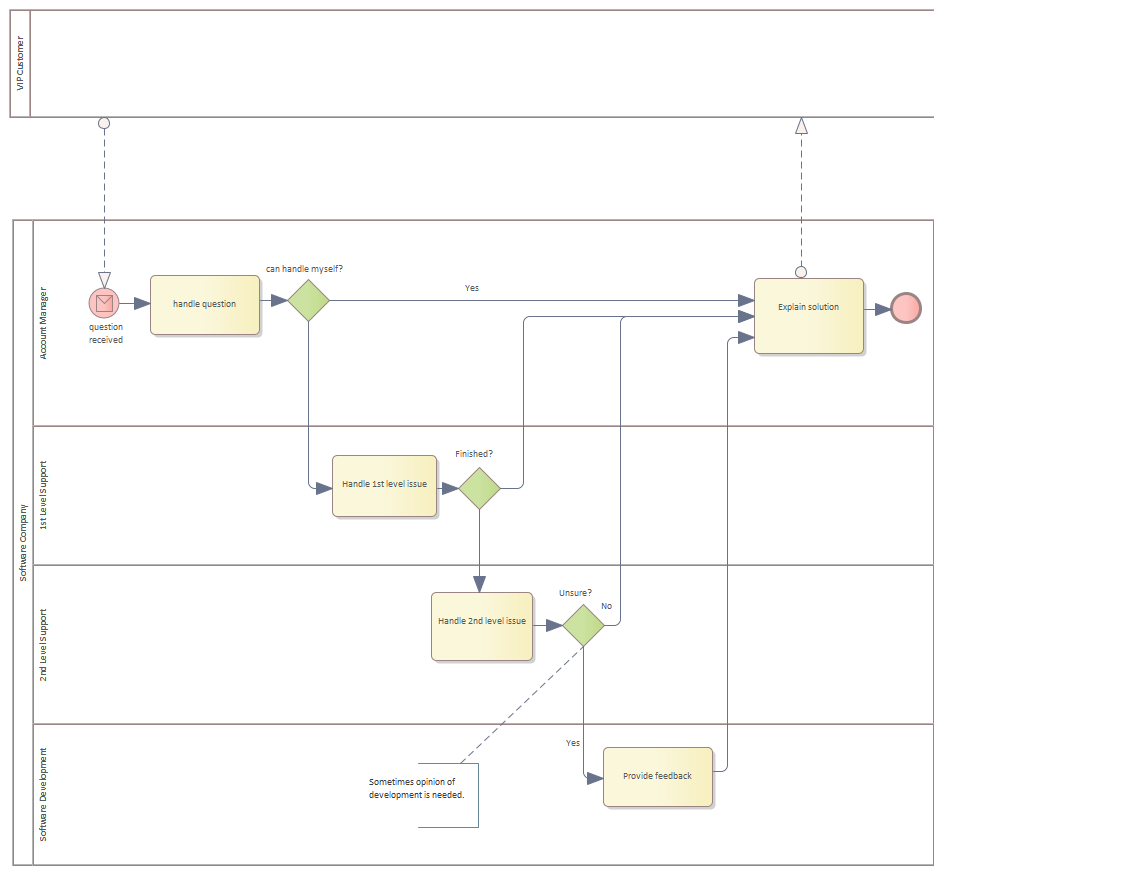 VIP Customer
Software Company
Account Manager
can handle myself?
Yes
handle question
Explain solution
question
received
1st Level Support
Finished?
Handle 1st level issue
2nd Level Support
Unsure?
No
Handle 2nd level issue
Software Development
Yes
Provide feedback
Sometimes opinion of
development is needed.